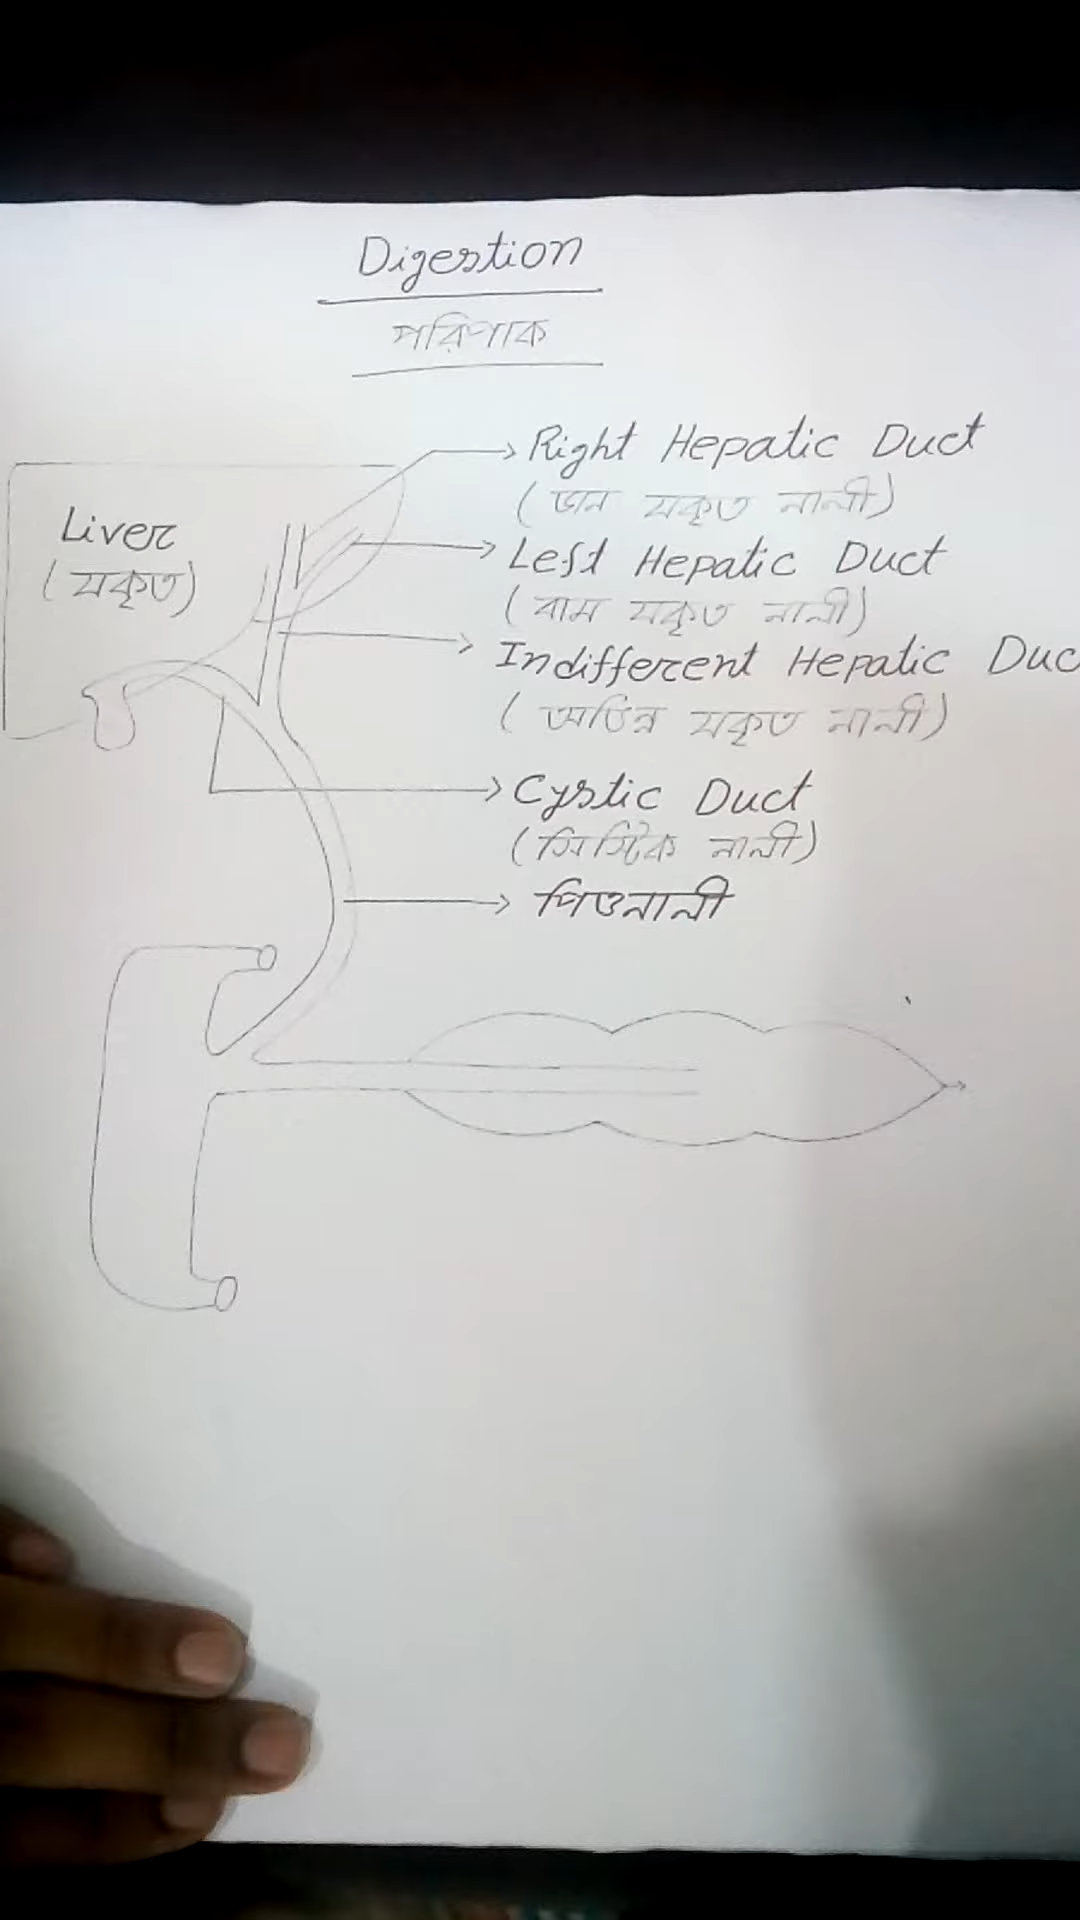 Digestion
পরিপাক
Right Hepatic Duct
(ডান যকৃত নালী)
Liver
(যকৃত)
Left Hepatic Duct
(বাম যকৃত নালী)
Indifferent Hepatic Duc
(অভিন্ন যকৃত নালী)
Cystic Duct
(সিস্টিক নালী)
পিত্তনালী